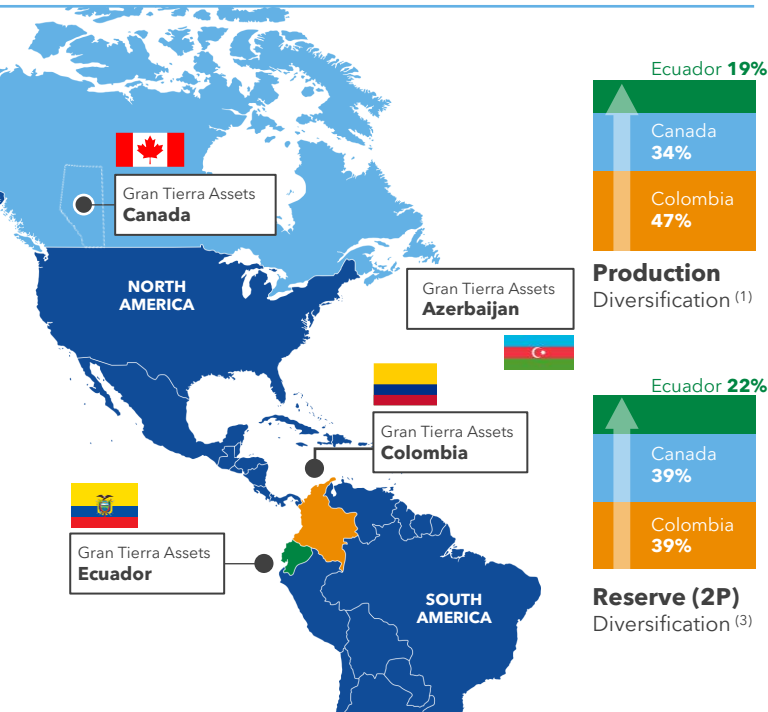 Gran Tierra Assets
Canada
NORTH
AMERICA
Gran Tierra Assets
Azerbaijan
Gran Tierra Assets
Colombia
Gran Tierra Assets
Ecuador
SOUTH
AMERICA
Ecuador 19%
Canada
34%
Colombia
47%
Production
Diversification (1)
Ecuador 22%
Canada
39%
Colombia
39%
Reserve (2P)
Diversification (3)